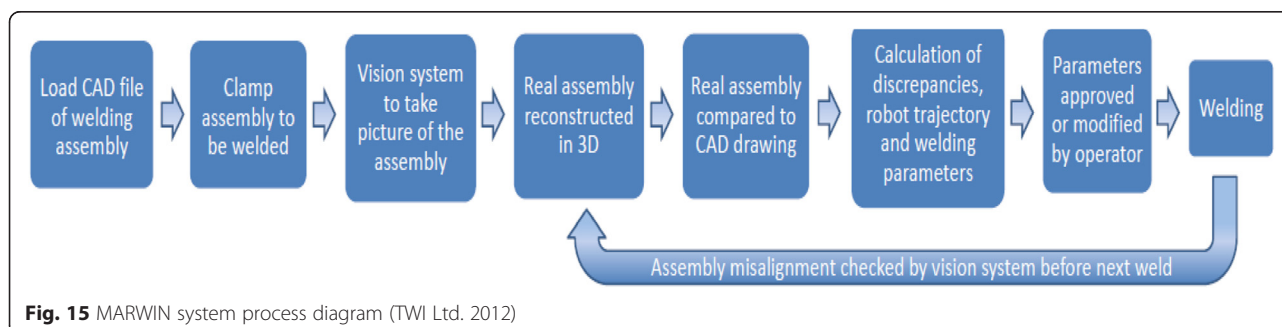 Load CAD file
of welding
assembly
Clamp
assembly to
be welded
Vision system
to take
picture of the
assembly
Real assembly
reconstructed
in 3D
Real assembly
compared to
CAD drawing
Calculation of
discrepancies,
robot trajectory
and welding
parameters
Parameters
approved
or modified
by operator
Welding
Assembly misalignment checked by vision system before next weld
Fig. 15 MARWIN system process diagram (TWI Ltd. 2012)